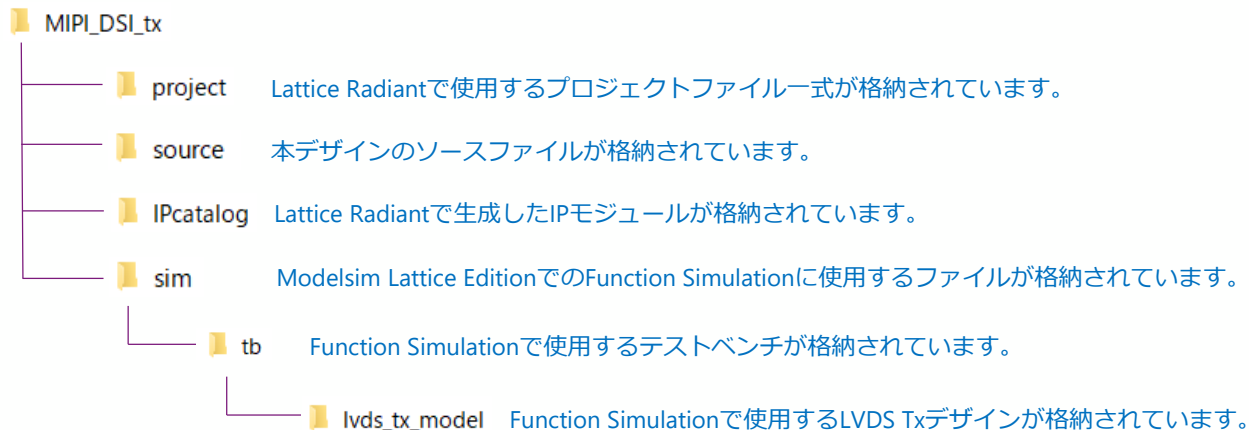 MIPI_DSI_tx
project Lattice Radiantで使用するプロジェクトファイル一式が格納されています。
source 本デザインのソースファイルが格納されています。
IPcatalog Lattice Radiantで生成したIPモジュールが格納されています。
sim Modelsim Lattice EditionでのFunction Simulationに使用するファイルが格納されています。
tb Function Simulationで使用するテストベンチが格納されています。
lvds_tx_model Function Simulationで使用するLVDS Txデザインが格納されています。